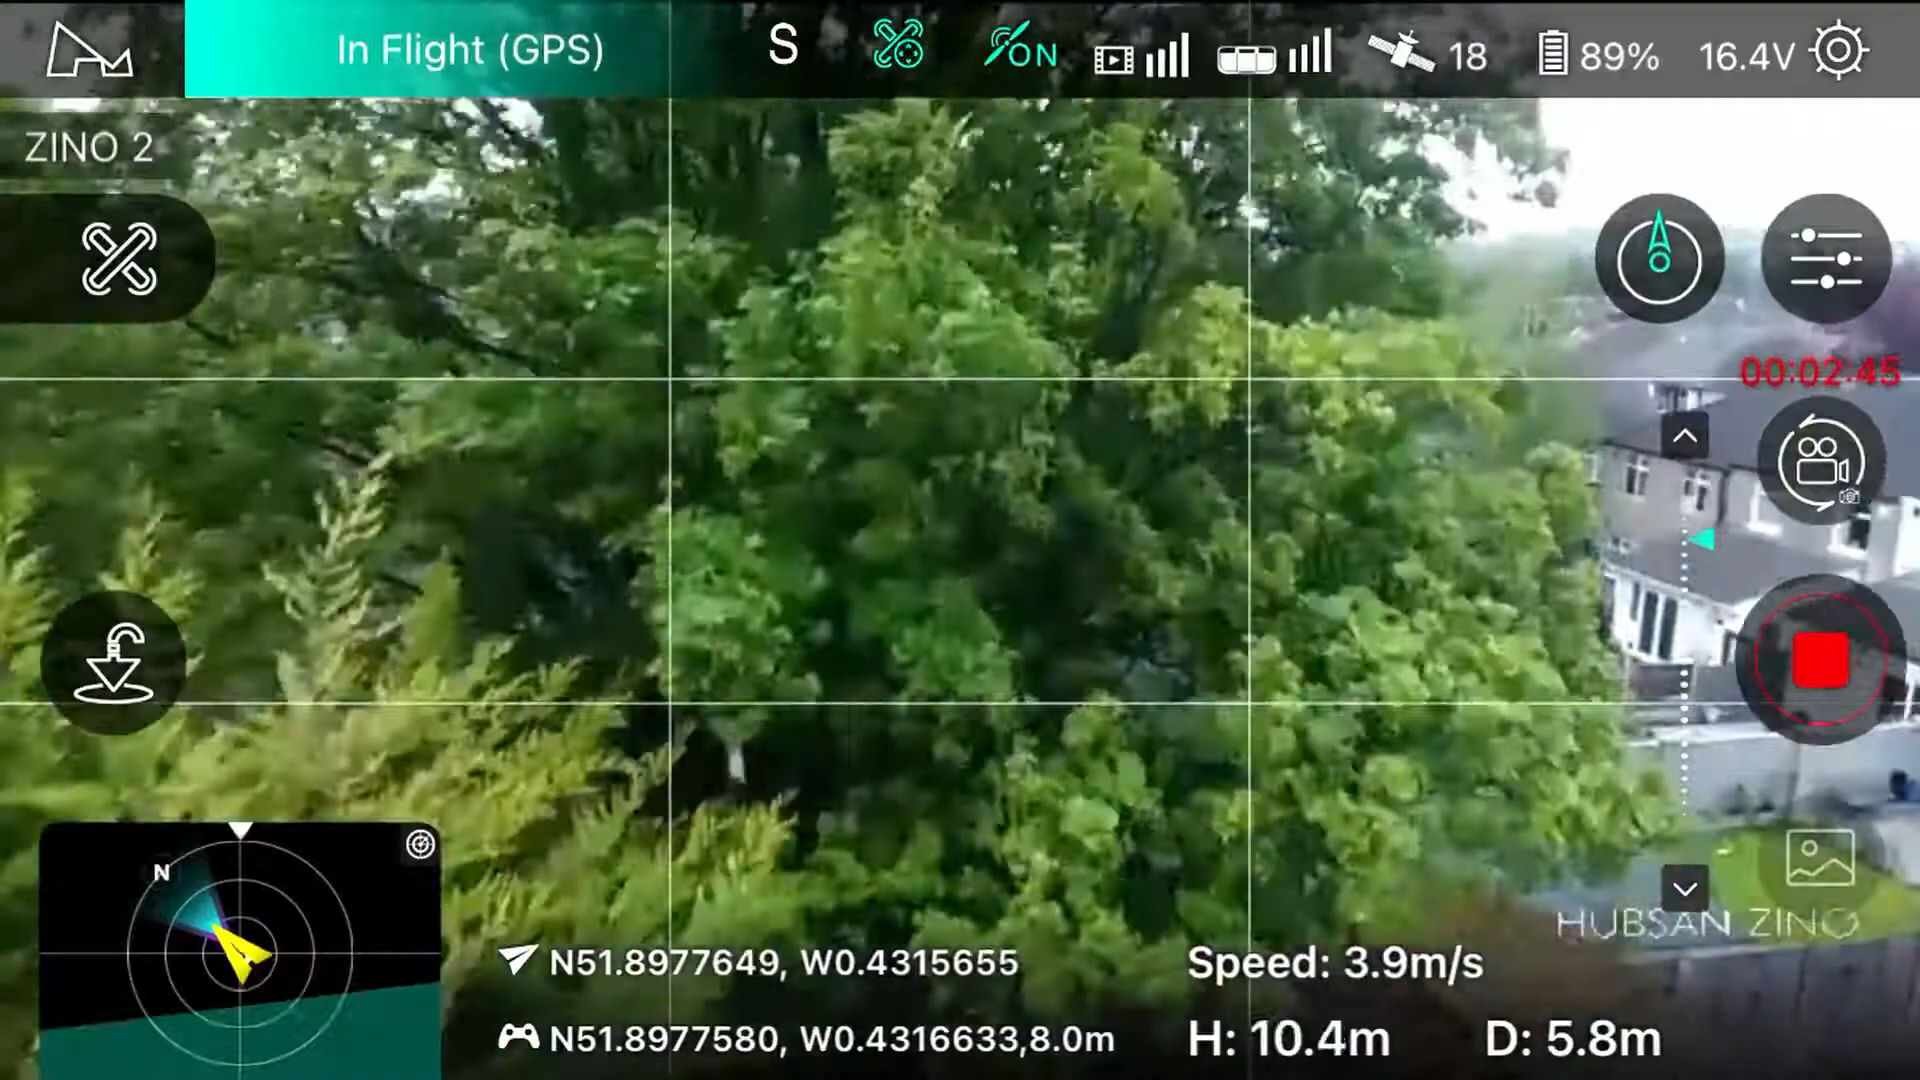 In Flight (GPS)
S
ON
18
89%
16.4V
ZINO 2
00:02:45
N
HUBSAN ZINO
N51.8977649, W0.4315655
Speed: 3.9m/s
N51.8977580, W0.4316633,8.0m
H: 10.4m
D: 5.8m